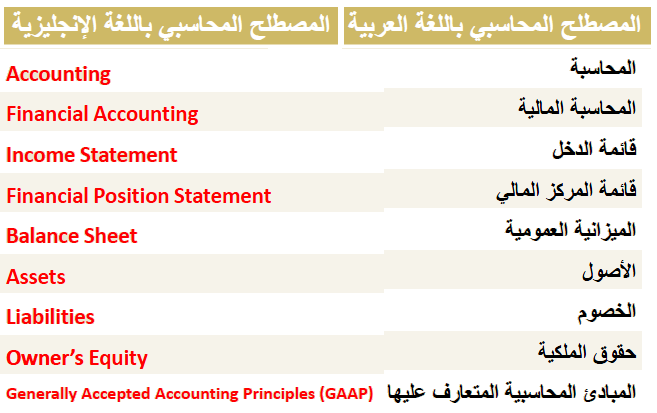 المصطلح المحاسبي باللغة العربية المصطلح المحاسبي باللغة الإنجليزية
المحاسبة Accounting
المحاسبة المالية Financial Accounting
قائمة الدخل Income Statement
قائمة المركز المالي Financial Position Statement
الميزانية العمومية Balance Sheet
الأصول Assets
الخصوم Liabilities
حقوق الملكية Owner’s Equity
المبادئ المحاسبية المتعارف عليها Generally Accepted Accounting Principles (GAAP)